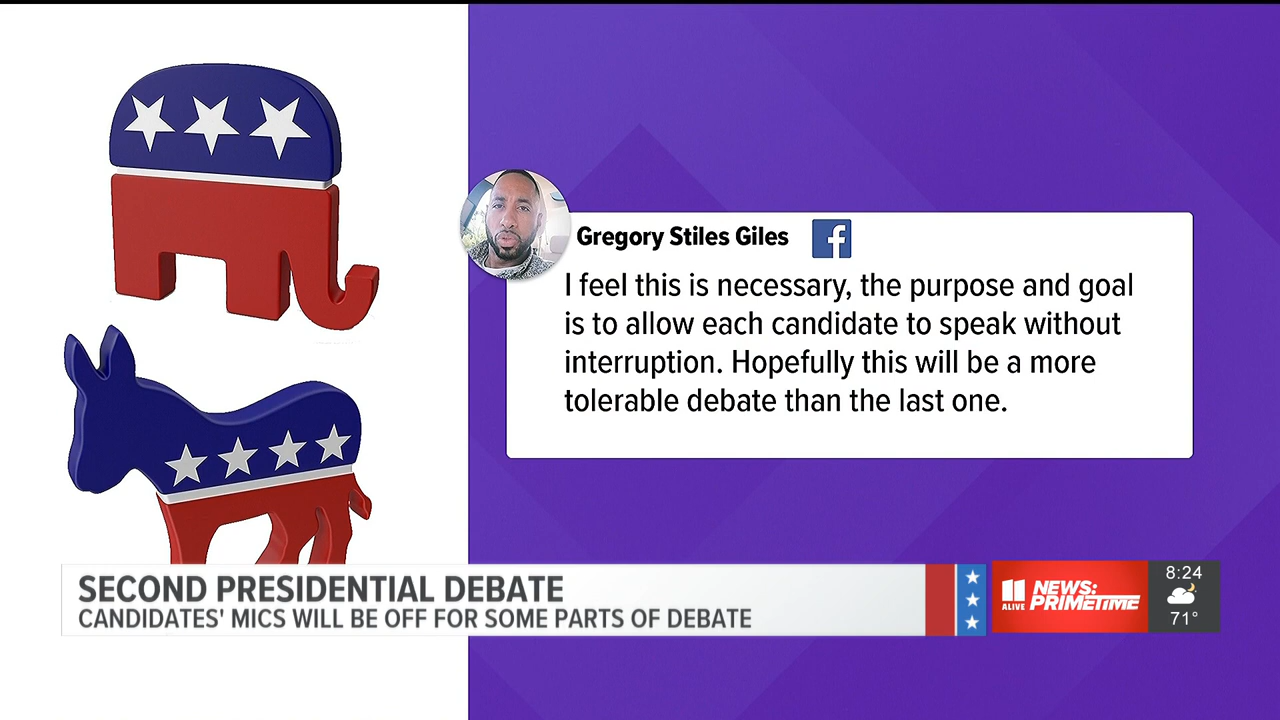 Gregory Stiles Giles
I feel this is necessary, the purpose and goal
is to allow each candidate to speak without
interruption. Hopefully this will be a more
tolerable debate than the last one.
SECOND PRESIDENTIAL DEBATE
CANDIDATES' MICS WILL BE OFF FOR SOME PARTS OF DEBATE
11
ALIVE
NEWS:
PRIMETIME
8:24
71°